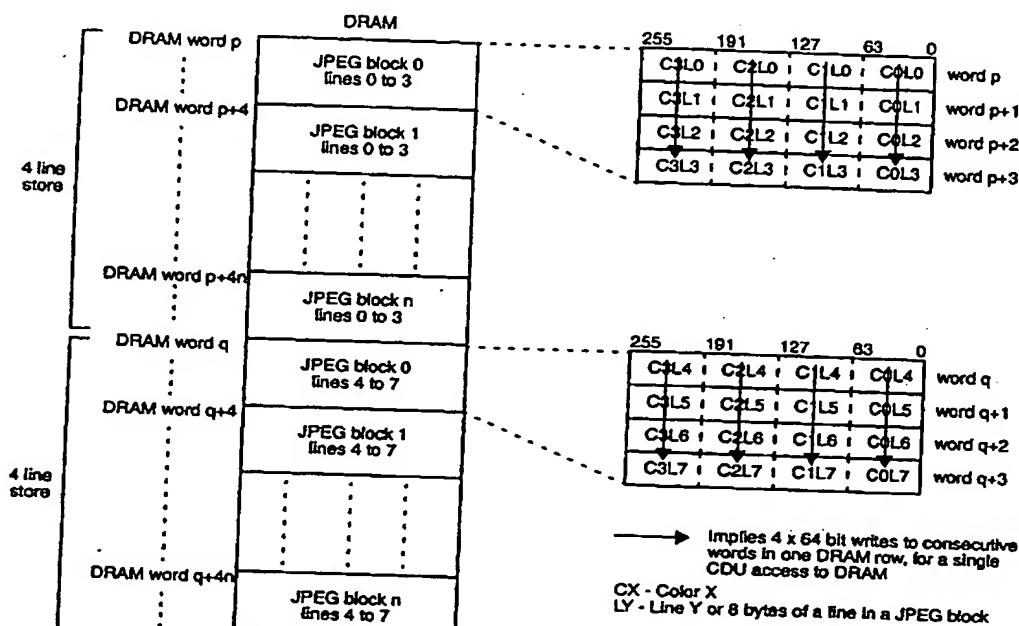 DRAM
DRAM word p
JPEG block 0
lines 0 to 3
DRAM word p+4
JPEG block 1
lines 0 to 3
4 line
store
DRAM word p+4n
JPEG block n
lines 0 to 3
DRAM word q
JPEG block 0
lines 4 to 7
DRAM word q+4
JPEG block 1
lines 4 to 7
4 line
store
DRAM word q+4n
JPEG block n
lines 4 to 7
255 191 127 63 0
C3L0 C2L0 C1L0 C0L0 word p
C3L1 C2L1 C1L1 C0L1 word p+1
C3L2 C2L2 C1L2 C0L2 word p+2
C3L3 C2L3 C1L3 C0L3 word p+3
255 191 127 63 0
C3L4 C2L4 C1L4 C0L4 word q
C3L5 C2L5 C1L5 C0L5 word q+1
C3L6 C2L6 C1L6 C0L6 word q+2
C3L7 C2L7 C1L7 C0L7 word q+3
Implies 4 x 64 bit writes to consecutive
words in one DRAM row, for a single
CDU access to DRAM
CX - Color X
LY - Line Y or 8 bytes of a line in a JPEG block